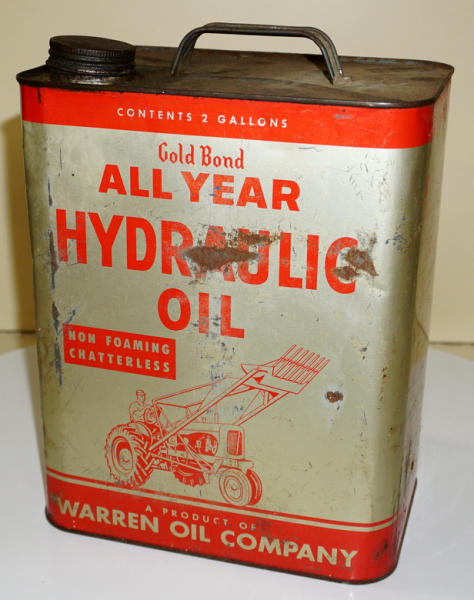 CONTENTS 2 GALLONS
Gold Bond
ALL YEAR
HYDRAULIC
OIL
NON FOAMING
CHATTERLESS
A PRODUCT OF
WARREN OIL COMPANY